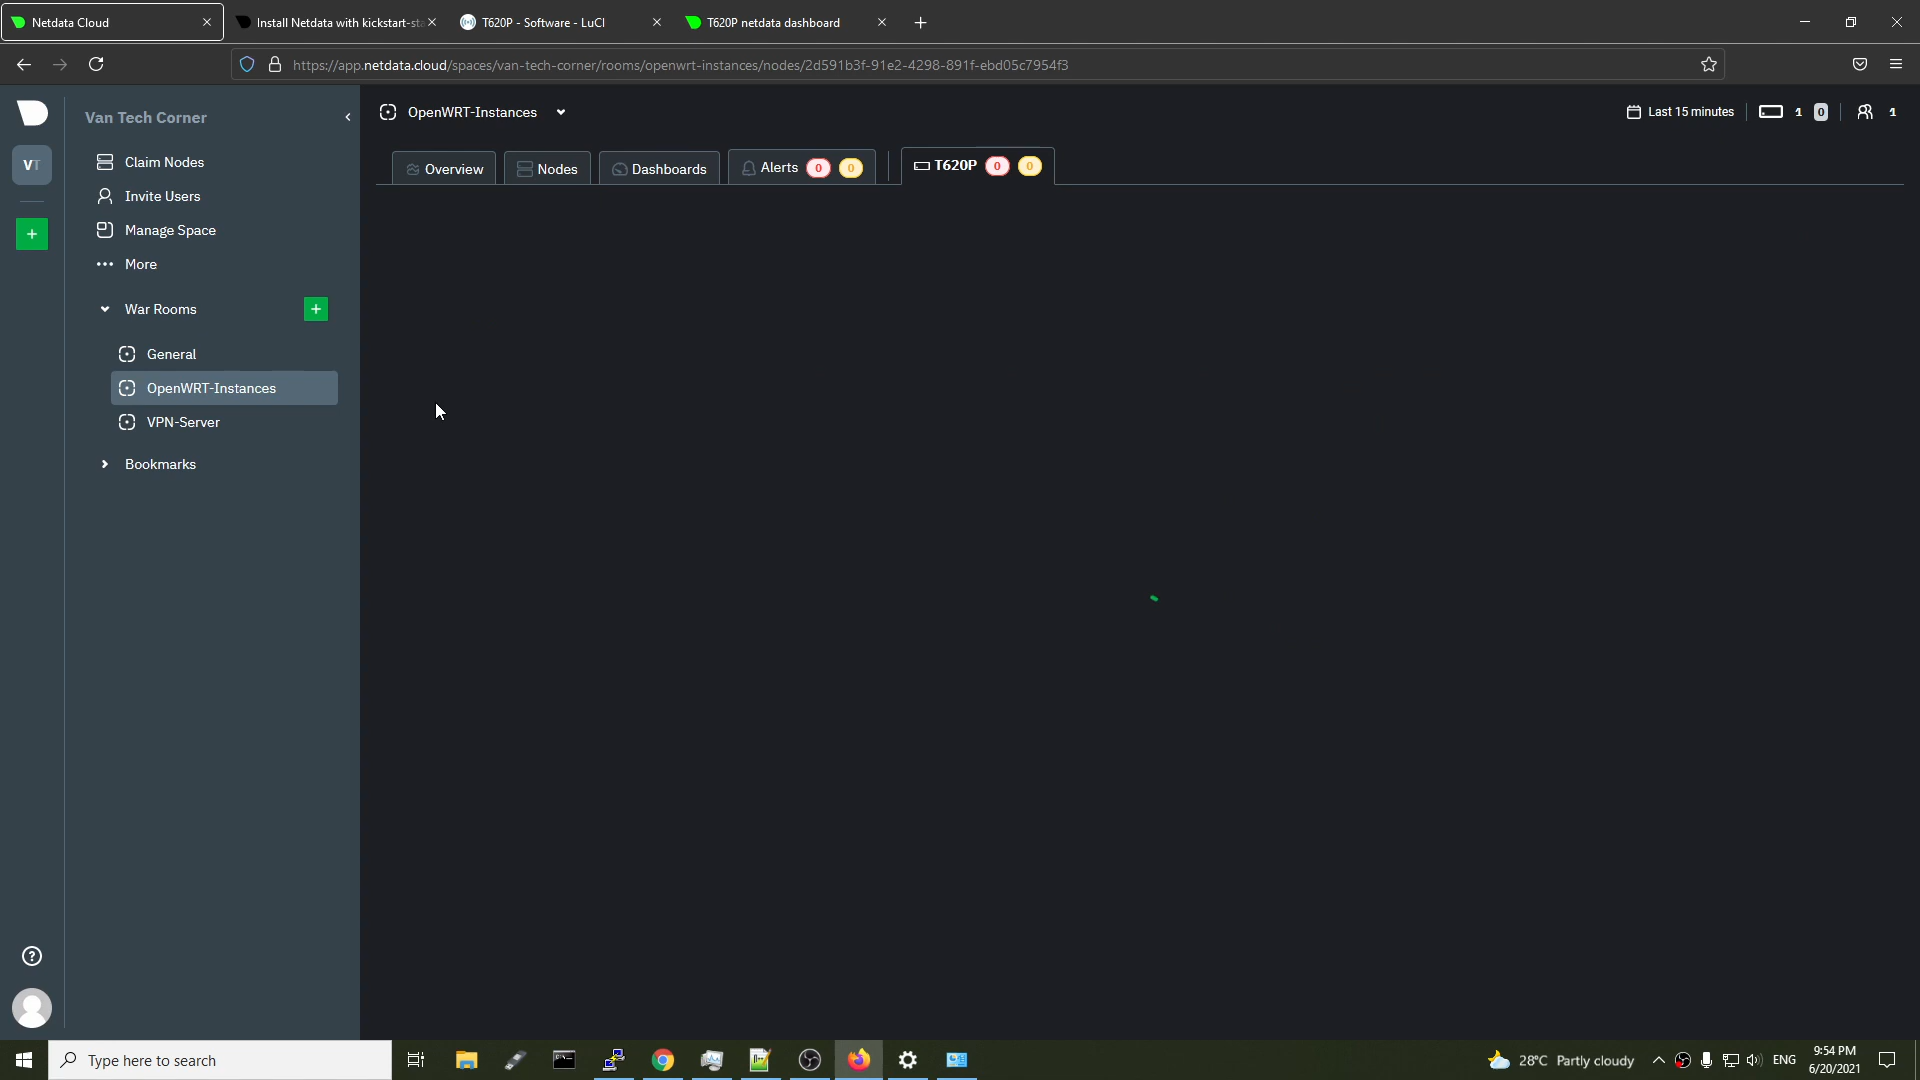 Netdata Cloud
Install Netdata with kickstart-sta
T620P - Software - LuCI
T620P netdata dashboard
https://app.netdata.cloud/spaces/van-tech-corner/rooms/openwrt-instances/nodes/2d591b3f-91e2-4298-891f-ebd05c7954f3
Van Tech Corner
OpenWRT-Instances
Last 15 minutes
1
0
1
VT
Claim Nodes
Invite Users
Manage Space
More
Overview
Nodes
Dashboards
Alerts 0 0
T620P 0 0
War Rooms
General
OpenWRT-Instances
VPN-Server
Bookmarks
Type here to search
28°C Partly cloudy
ENG
9:54 PM
6/20/2021